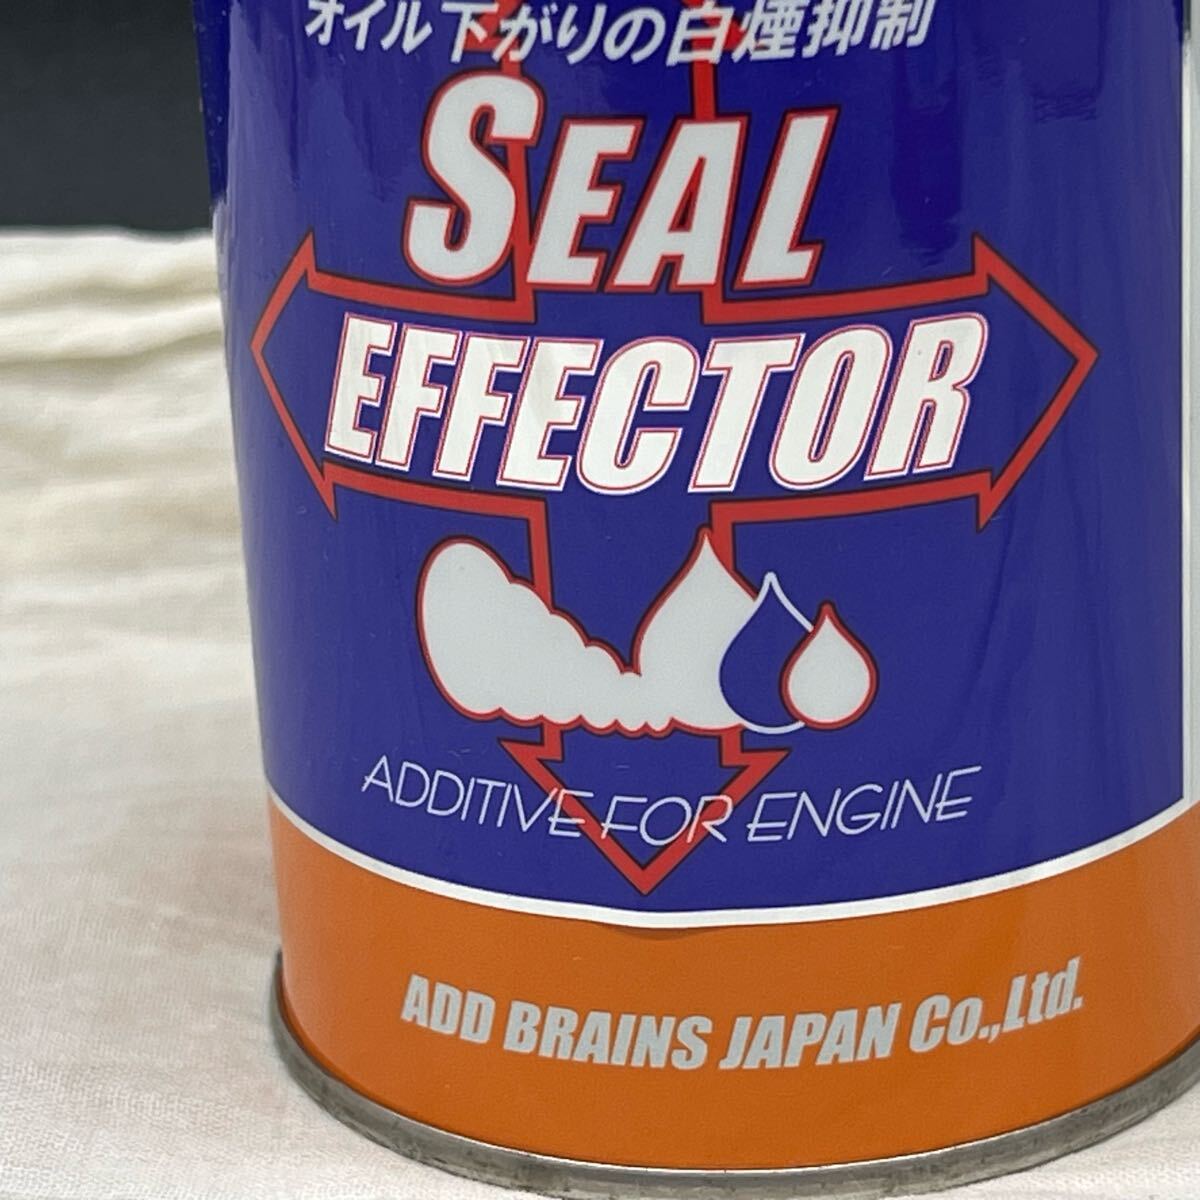 オイル下がりの白煙抑制
SEAL
EFFECTOR
ADDITIVE FOR ENGINE
ADD BRAINS JAPAN Co.,Ltd.